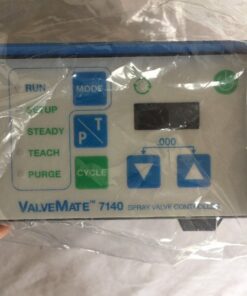 RUN
MODE
SETUP
STEADY
P T
TEACH
.000
PURGE
CYCLE
VALVEMATE™ 7140 SPRAY VALVE CONTROLLER